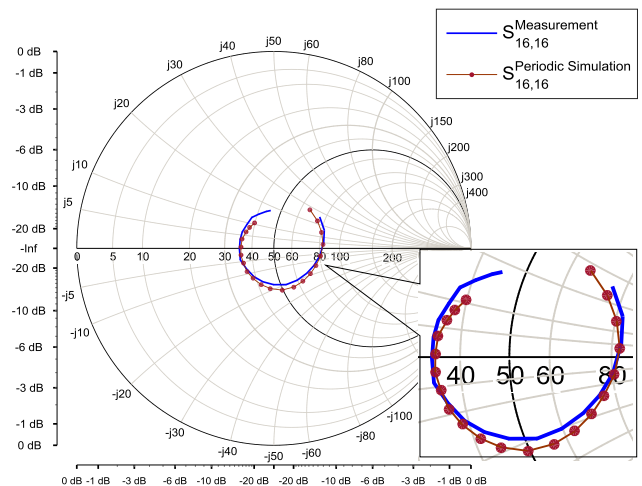 S Measurement 16,16
S Periodic Simulation 16,16
0 dB
-1 dB
-3 dB
-6 dB
-10 dB
-20 dB
-Inf
-20 dB
-10 dB
-6 dB
-3 dB
-1 dB
0 dB
j5
j10
j20
j30
j40
j50
j60
j80
j100
j150
j200
j300
j400
0 5 10 20 30 40 50 60 80 100 200
-j5
-j10
-j20
-j30
-j40
-j50
-j60
-j80
-j100
40 50 60 80
0 dB -1 dB -3 dB -6 dB -10 dB -20 dB -20 dB -10 dB -6 dB -3 dB -1 dB 0 dB